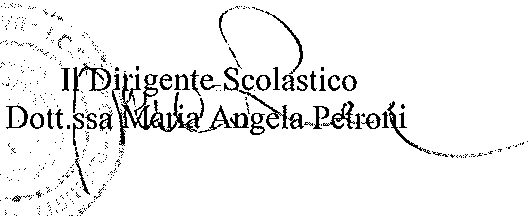 Il Dirigente Scolastico
Dott.ssa Maria Angela Petroni